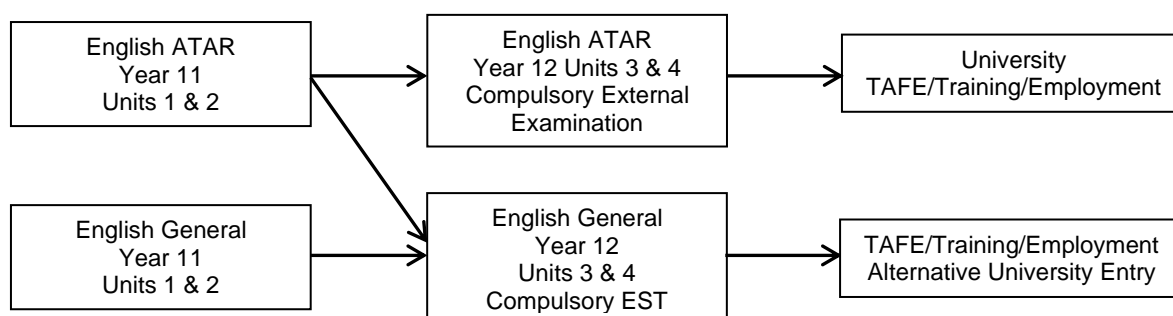 English ATAR
Year 11
Units 1 & 2
English ATAR
Year 12 Units 3 & 4
Compulsory External
Examination
University
TAFE/Training/Employment
English General
Year 11
Units 1 & 2
English General
Year 12
Units 3 & 4
Compulsory EST
TAFE/Training/Employment
Alternative University Entry